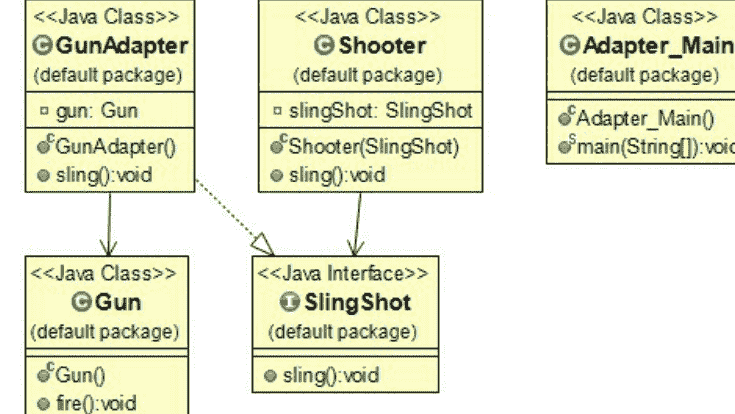 <<Java Class>>
GunAdapter
(default package)
gun: Gun
GunAdapter()
sling():void
<<Java Class>>
Shooter
(default package)
slingShot: SlingShot
Shooter(SlingShot)
sling():void
<<Java Class>>
Adapter_Main
(default package)
Adapter_Main()
main(String[]):void
<<Java Class>>
Gun
(default package)
Gun()
fire():void
<<Java Interface>>
SlingShot
(default package)
sling():void